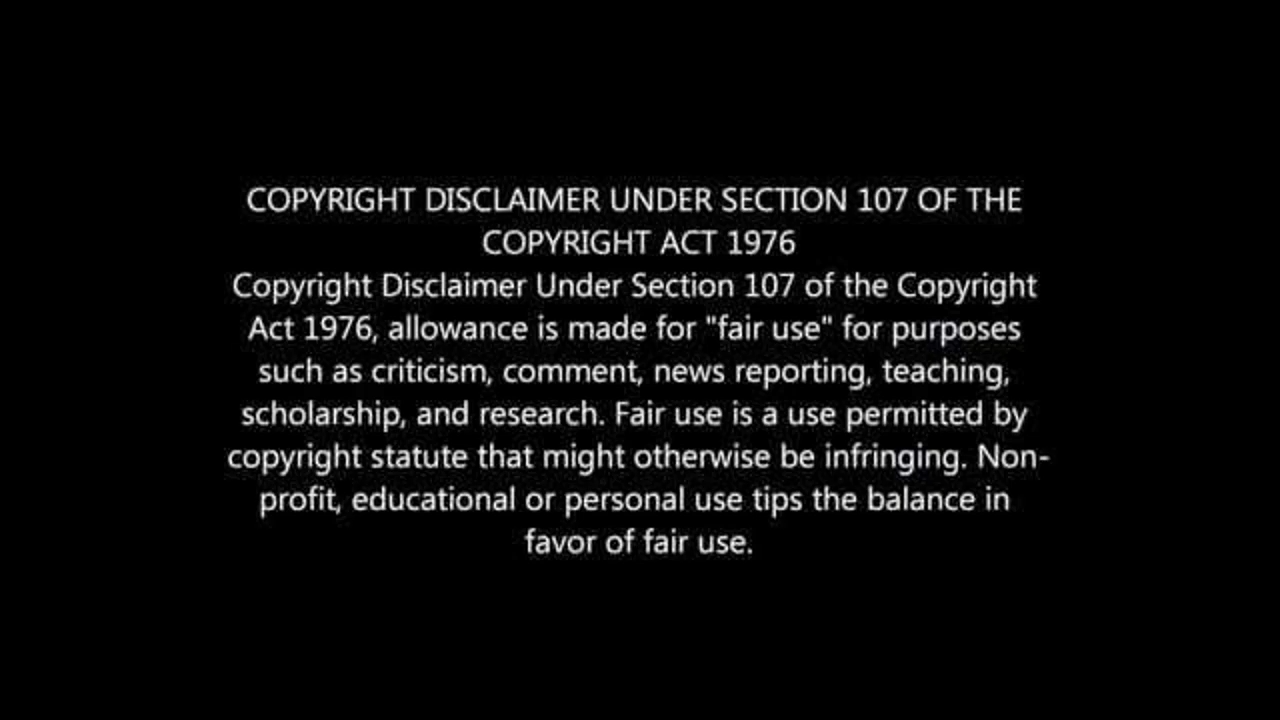 COPYRIGHT DISCLAIMER UNDER SECTION 107 OF THE
COPYRIGHT ACT 1976
Copyright Disclaimer Under Section 107 of the Copyright
Act 1976, allowance is made for "fair use" for purposes
such as criticism, comment, news reporting, teaching,
scholarship, and research. Fair use is a use permitted by
copyright statute that might otherwise be infringing. Non-
profit, educational or personal use tips the balance in
favor of fair use.